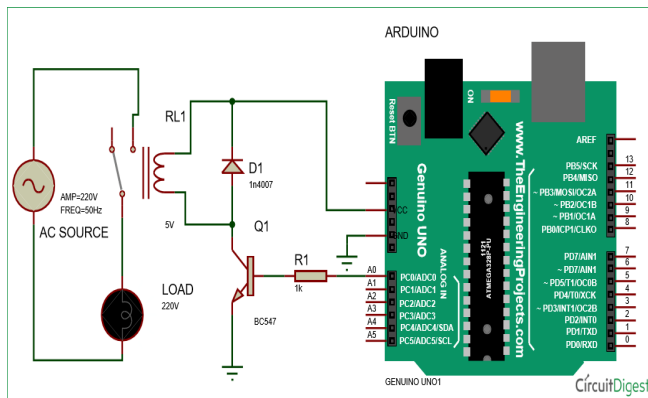 ARDUINO
RL1
D1
1n4007
5V
Q1
AMP=220V
FREQ=50Hz
AC SOURCE
R1
1k
BC547
LOAD
220V
Reset BTN
ON
Genuino UNO
VCC
GND
ANALOG IN
www.TheEngineeringProjects.com
1121
ATMEGA328P-PU
A0
A1
A2
A3
A4
A5
PC0/ADC0
PC1/ADC1
PC2/ADC2
PC3/ADC3
PC4/ADC4/SDA
PC5/ADC5/SCL
AREF
PB5/SCK 13
PB4/MISO 12
~ PB3/MOSI/OC2A 11
~ PB2/OC1B 10
~ PB1/OC1A 9
PB0/ICP1/CLKO 8
PD7/AIN1 7
~ PD7/AIN1 6
~ PD5/T1/OC0B 5
PD4/T0/XCK 4
~ PD3/INT1/OC2B 3
PD2/INT0 2
PD1/TXD 1
PD0/RXD 0
GENUINO UNO1
CircuitDigest